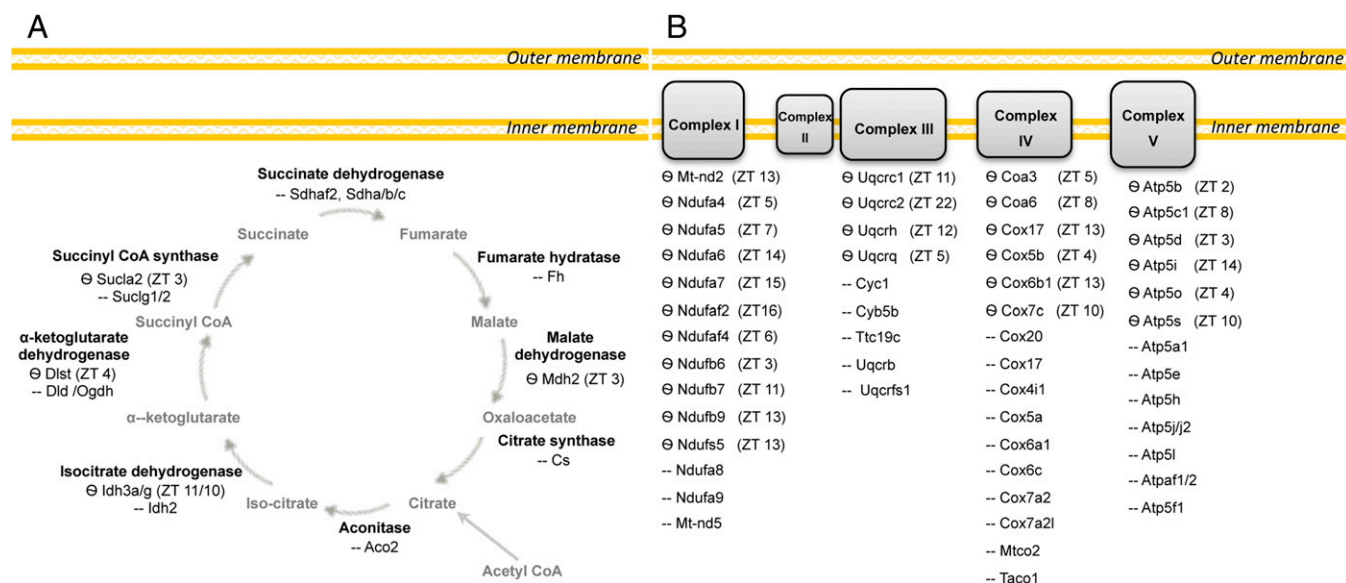 A
Outer membrane
Inner membrane
Succinate dehydrogenase
-- Sdhaf2, Sdha/b/c
Succinate
Fumarate
Succinyl CoA synthase
ϴ Sucla2 (ZT 3)
-- Suclg1/2
Fumarate hydratase
-- Fh
Succinyl CoA
Malate
α-ketoglutarate
dehydrogenase
ϴ Dlst (ZT 4)
-- Dld /Ogdh
Malate
dehydrogenase
ϴ Mdh2 (ZT 3)
α--ketoglutarate
Oxaloacetate
Citrate synthase
-- Cs
Isocitrate dehydrogenase
ϴ Idh3a/g (ZT 11/10)
-- Idh2
Iso-citrate
Citrate
Aconitase
-- Aco2
Acetyl CoA
B
Outer membrane
Inner membrane
Complex I
ϴ Mt-nd2 (ZT 13)
ϴ Ndufa4 (ZT 5)
ϴ Ndufa5 (ZT 7)
ϴ Ndufa6 (ZT 14)
ϴ Ndufa7 (ZT 15)
ϴ Ndufaf2 (ZT16)
ϴ Ndufaf4 (ZT 6)
ϴ Ndufb6 (ZT 3)
ϴ Ndufb7 (ZT 11)
ϴ Ndufb9 (ZT 13)
ϴ Ndufs5 (ZT 13)
-- Ndufa8
-- Ndufa9
-- Mt-nd5
Complex
II
Complex III
ϴ Uqcrc1 (ZT 11)
ϴ Uqcrc2 (ZT 22)
ϴ Uqcrh (ZT 12)
ϴ Uqcrq (ZT 5)
-- Cyc1
-- Cyb5b
-- Ttc19c
-- Uqcrb
-- Uqcrfs1
Complex
IV
ϴ Coa3 (ZT 5)
ϴ Coa6 (ZT 8)
ϴ Cox17 (ZT 13)
ϴ Cox5b (ZT 4)
ϴ Cox6b1 (ZT 13)
ϴ Cox7c (ZT 10)
-- Cox20
-- Cox17
-- Cox4i1
-- Cox5a
-- Cox6a1
-- Cox6c
-- Cox7a2
-- Cox7a2l
-- Mtco2
-- Taco1
Complex
V
ϴ Atp5b (ZT 2)
ϴ Atp5c1 (ZT 8)
ϴ Atp5d (ZT 3)
ϴ Atp5i (ZT 14)
ϴ Atp5o (ZT 4)
ϴ Atp5s (ZT 10)
-- Atp5a1
-- Atp5e
-- Atp5h
-- Atp5j/j2
-- Atp5l
-- Atpaf1/2
-- Atp5f1